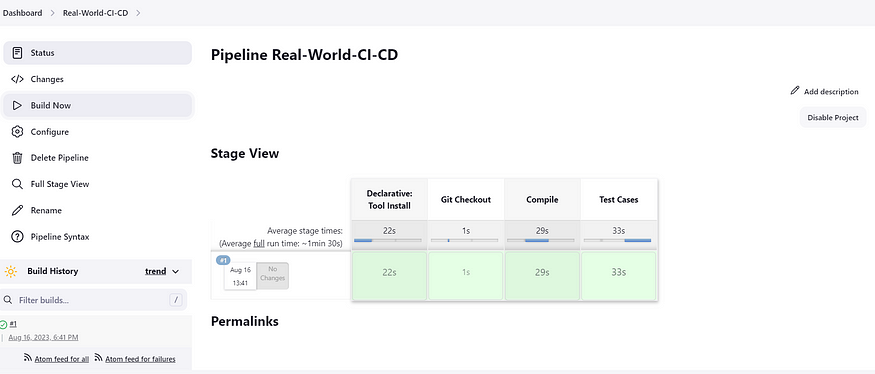 Dashboard > Real-World-CI-CD >
Status
Changes
Build Now
Configure
Delete Pipeline
Full Stage View
Rename
Pipeline Syntax
Build History trend
Filter builds... /
#1
Aug 16, 2023, 6:41 PM
Atom feed for all Atom feed for failures
Pipeline Real-World-CI-CD
Add description
Disable Project
Stage View
Declarative:
Tool Install
Git Checkout
Compile
Test Cases
Average stage times:
(Average full run time: ~1min 30s)
22s 1s 29s 33s
#1
Aug 16
13:41
No
Changes
22s 1s 29s 33s
Permalinks